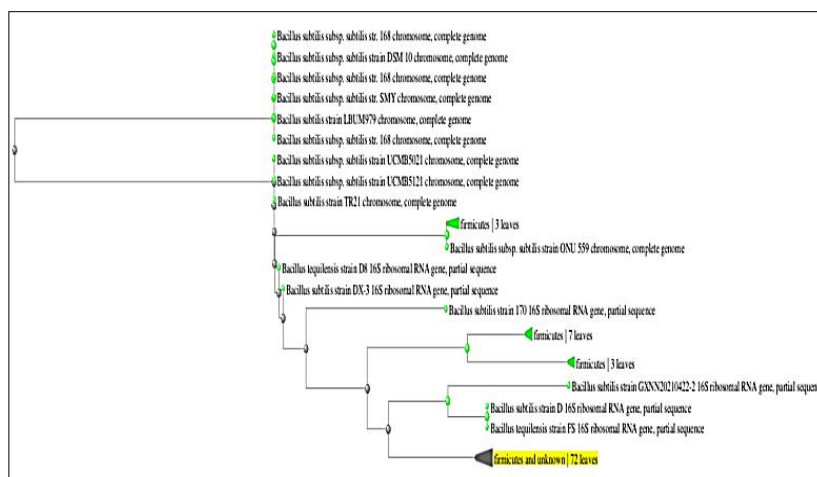 Bacillus subtilis subsp. subtilis str. 168 chromosome, complete genome
Bacillus subtilis subsp. subtilis strain DSM 10 chromosome, complete genome
Bacillus subtilis subsp. subtilis str. 168 chromosome, complete genome
Bacillus subtilis subsp. subtilis str. SMY chromosome, complete genome
Bacillus subtilis strain LBUM979 chromosome, complete genome
Bacillus subtilis subsp. subtilis str. 168 chromosome, complete genome
Bacillus subtilis subsp. subtilis strain UCMB5021 chromosome, complete genome
Bacillus subtilis subsp. subtilis strain UCMB5121 chromosome, complete genome
Bacillus subtilis strain TR21 chromosome, complete genome
firmicutes | 3 leaves
Bacillus subtilis subsp. subtilis strain ONU 559 chromosome, complete genome
Bacillus tequilensis strain D8 16S ribosomal RNA gene, partial sequence
Bacillus subtilis strain DX-3 16S ribosomal RNA gene, partial sequence
Bacillus subtilis strain 170 16S ribosomal RNA gene, partial sequence
firmicutes | 7 leaves
firmicutes | 3 leaves
Bacillus subtilis strain GXNN20210422-2 16S ribosomal RNA gene, partial sequen
Bacillus subtilis strain D 16S ribosomal RNA gene, partial sequence
Bacillus tequilensis strain FS 16S ribosomal RNA gene, partial sequence
firmicutes and unknown | 72 leaves